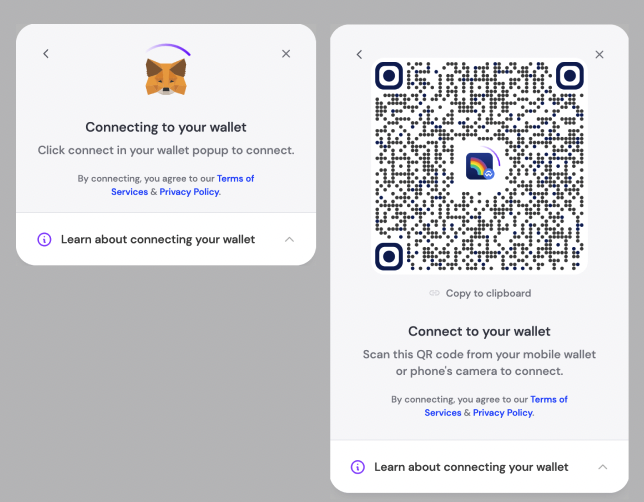 Connecting to your wallet
Click connect in your wallet popup to connect.
By connecting, you agree to our Terms of
Services & Privacy Policy.
Learn about connecting your wallet
Copy to clipboard
Connect to your wallet
Scan this QR code from your mobile wallet
or phone's camera to connect.
By connecting, you agree to our Terms of
Services & Privacy Policy.
Learn about connecting your wallet